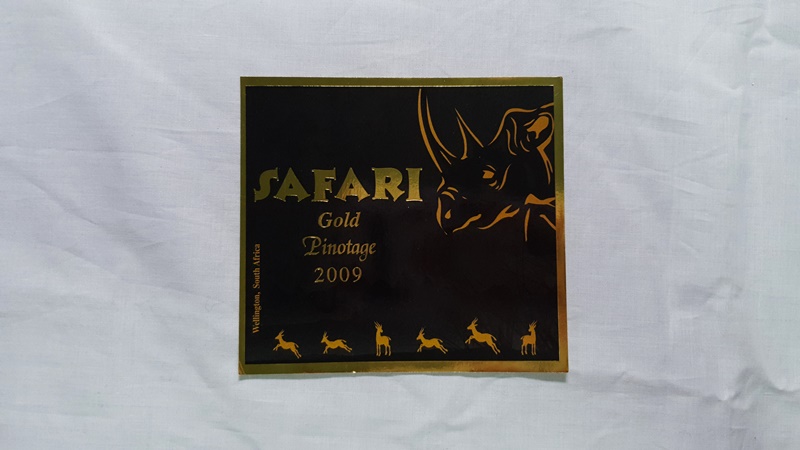 SAFARI
Gold
Pinotage
2009
Wellington, South Africa